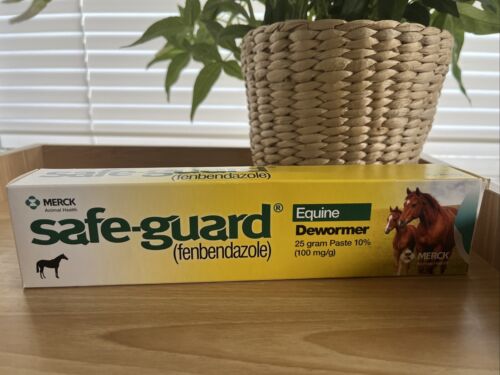 (fenbendazole)
MERCK
Animal Health
safe-guard®
(fenbendazole)
Equine
Dewormer
25 gram Paste 10%
(100 mg/g)
MERCK